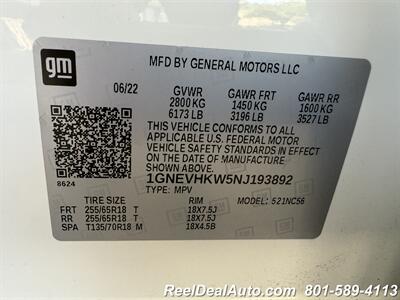 gm
MFD BY GENERAL MOTORS LLC
06/22
GVWR GAWR FRT GAWR RR
2800 KG 1450 KG 1600 KG
6173 LB 3196 LB 3527 LB
THIS VEHICLE CONFORMS TO ALL
APPLICABLE U.S. FEDERAL MOTOR
VEHICLE SAFETY STANDARDS IN
EFFECT ON THE DATE OF
MANUFACTURE SHOWN ABOVE.
1GNEVHKW5NJ193892
8624
TYPE: MPV
TIRE SIZE RIM MODEL: 521NC56
FRT 255/65R18 T 18X7.5J
RR 255/65R18 T 18X7.5J
SPA T135/70R18 M 18X4.5B
ReelDealAuto.com - 801-589-4113